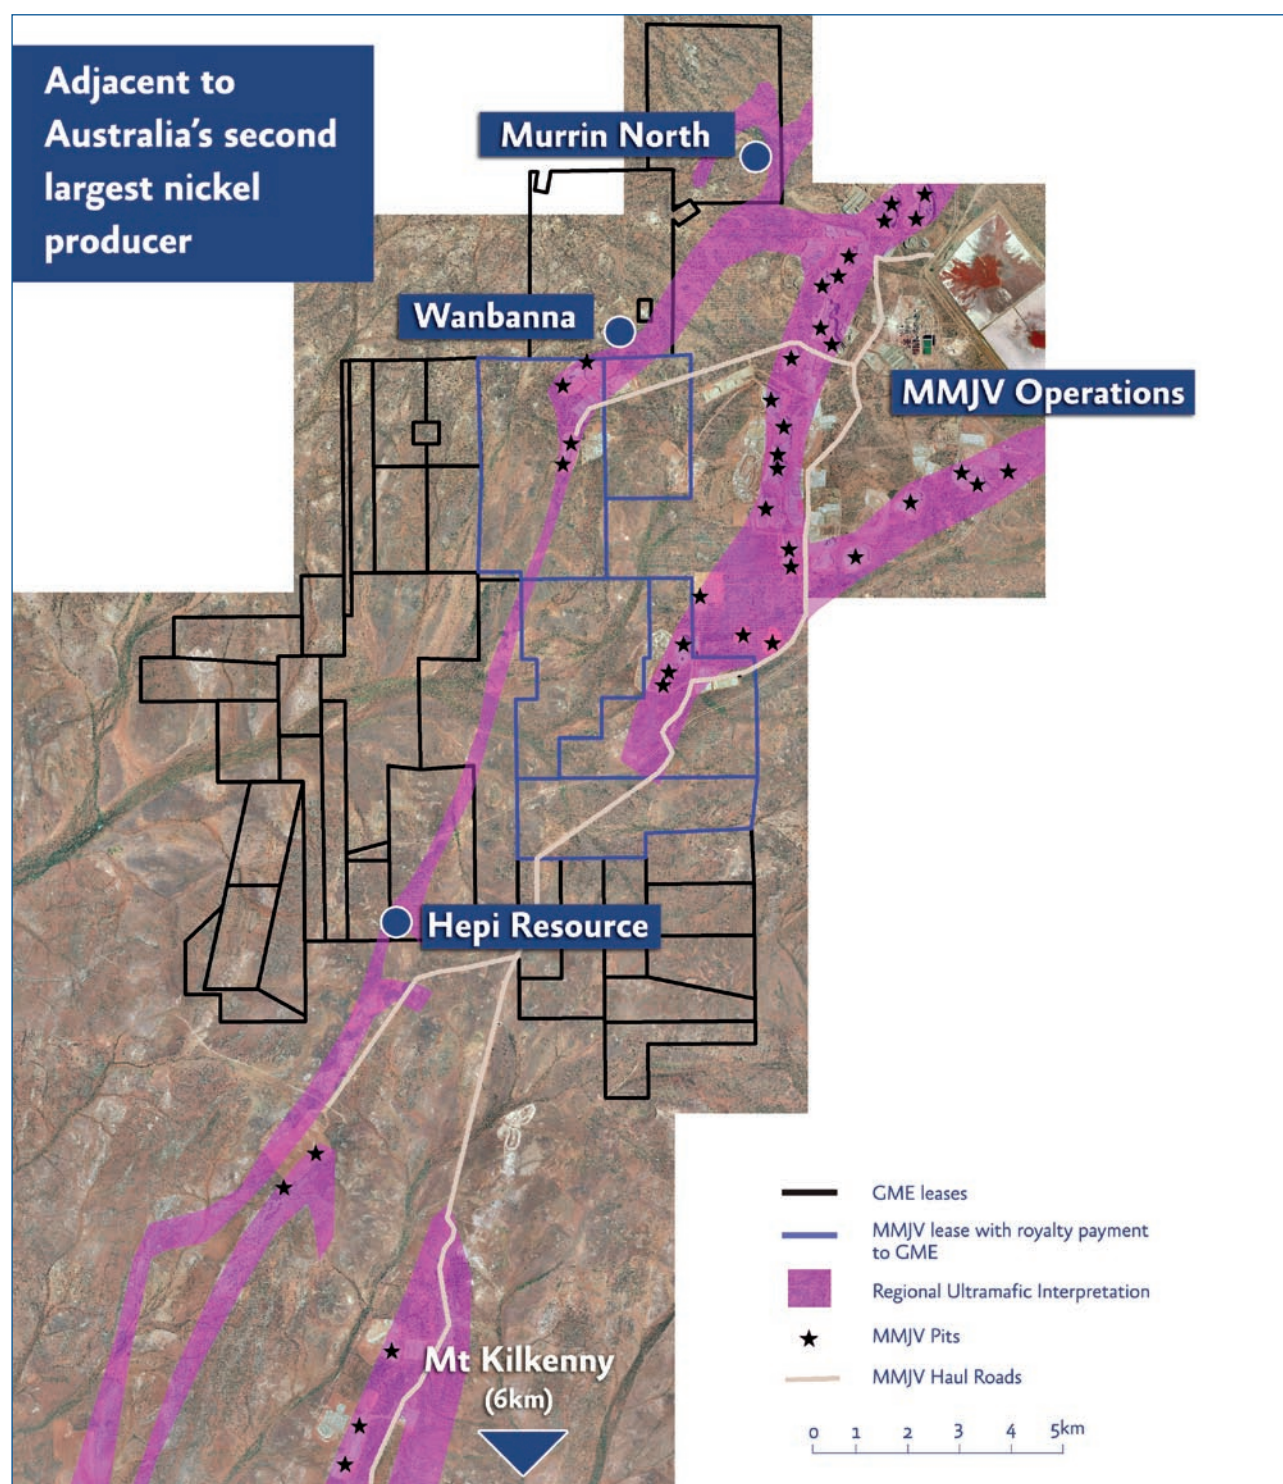 Adjacent to
Australia's second
largest nickel
producer
Murrin North
Wanbanna
MMJV Operations
Hepi Resource
Mt Kilkenny
(6km)
GME leases
MMJV lease with royalty payment
to GME
Regional Ultramafic Interpretation
MMJV Pits
MMJV Haul Roads
0 1 2 3 4 5km